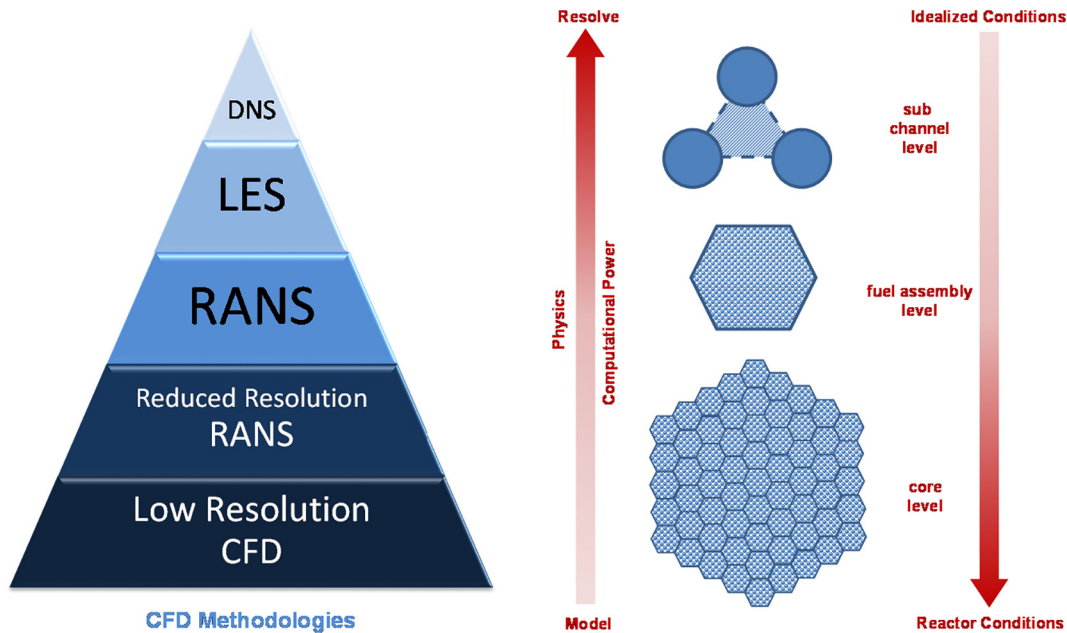 DNS
LES
RANS
Reduced Resolution
RANS
Low Resolution
CFD
CFD Methodologies
Resolve
Physics
Computational Power
Model
Idealized Conditions
sub
channel
level
fuel assembly
level
core
level
Reactor Conditions